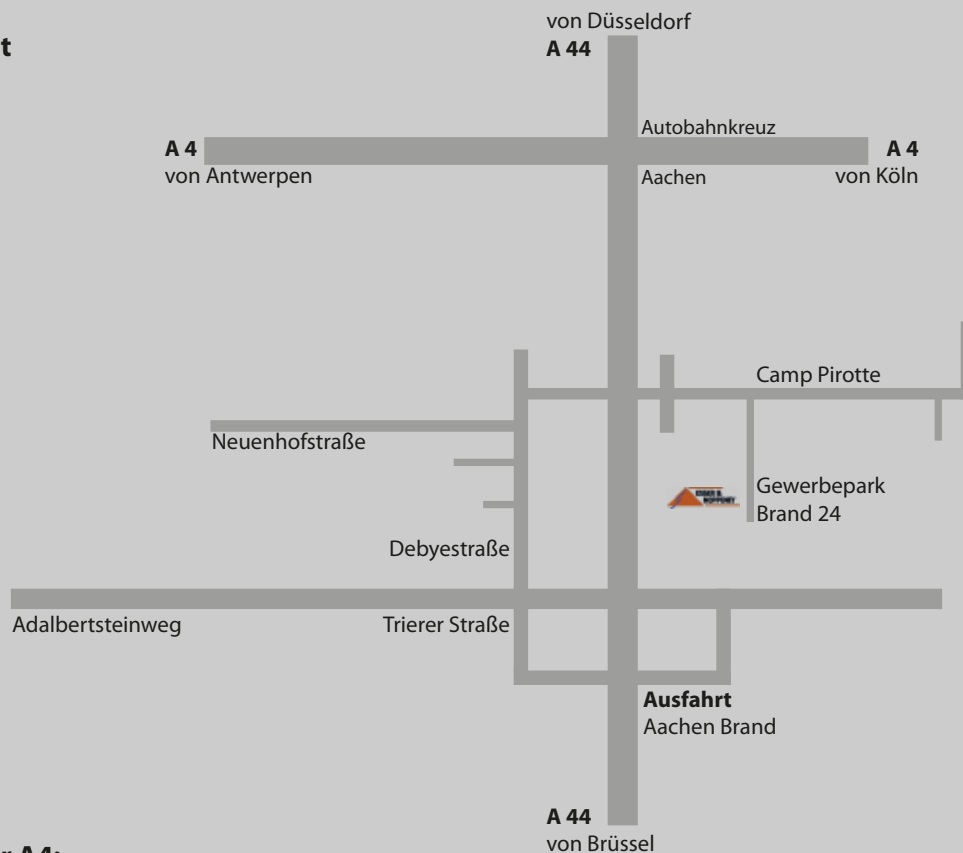 von Düsseldorf
t
A 44
Autobahnkreuz
A 4
A 4
von Antwerpen
Aachen
von Köln
Camp Pirotte
Neuenhofstraße
Gewerbepark
Brand 24
Debyestraße
Adalbertsteinweg
Trierer Straße
Ausfahrt
Aachen Brand
A 44
von Brüssel
A 4: